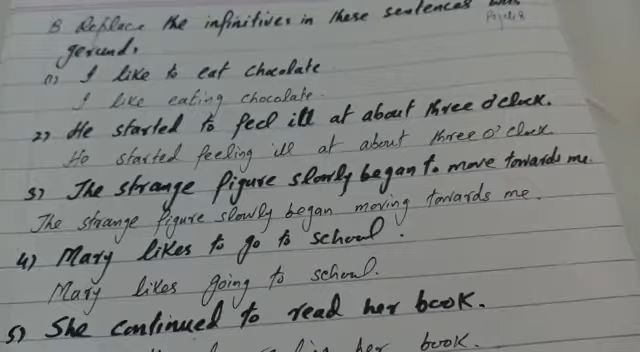 B Replace the infinitives in these sentences with
gerunds
(1) I like to eat chocolate
I like eating chocolate.
2) He started to feel ill at about three o'clock.
He started feeling ill at about three o'clock
3) The strange figure slowly began to move towards me.
The strange figure slowly began moving towards me.
4) Mary likes to go to school.
Mary likes going to school.
5) She continued to read her book.
her book.